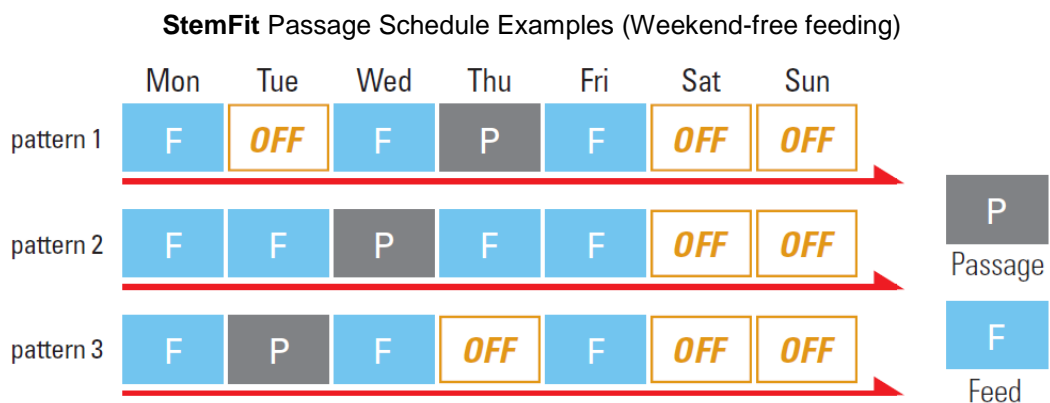 StemFit Passage Schedule Examples (Weekend-free feeding)
Mon Tue Wed Thu Fri Sat Sun
pattern 1 F OFF F P F OFF OFF
pattern 2 F F P F F OFF OFF
pattern 3 F P F OFF F OFF OFF
P
Passage
F
Feed